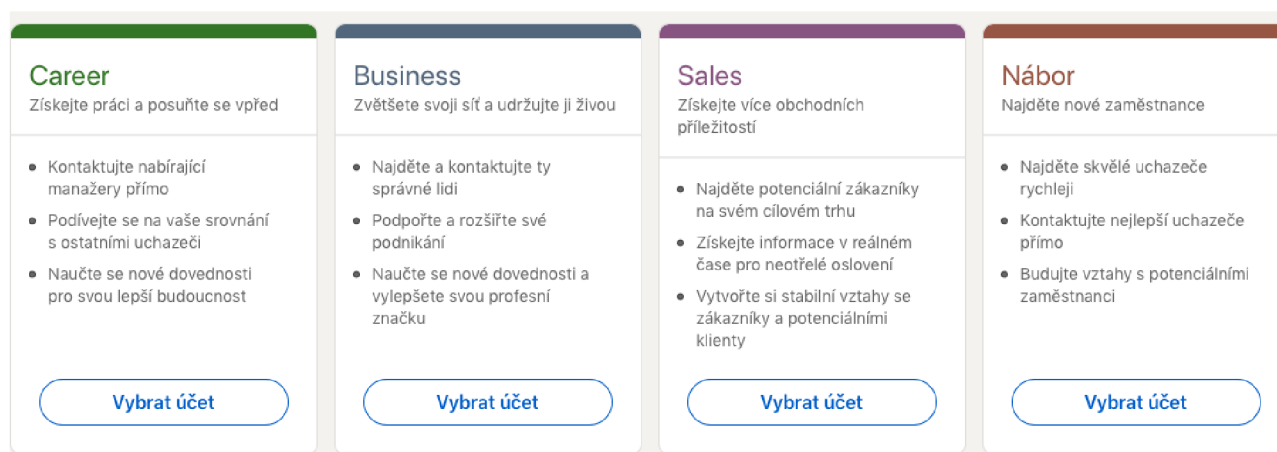 Career
Získejte práci a posuňte se vpřed
Kontaktujte nabírající
manažery přímo
Podívejte se na vaše srovnání
s ostatními uchazeči
Naučte se nové dovednosti
pro svou lepší budoucnost
Vybrat účet
Business
Zvětšete svoji síť a udržujte ji živou
Najděte a kontaktujte ty
správné lidi
Podpořte a rozšiřte své
podnikání
Naučte se nové dovednosti a
vylepšete svou profesní
značku
Vybrat účet
Sales
Získejte více obchodních
příležitostí
Najděte potenciální zákazníky
na svém cílovém trhu
Získejte informace v reálném
čase pro neotřelé oslovení
Vytvořte si stabilní vztahy se
zákazníky a potenciálními
klienty
Vybrat účet
Nábor
Najděte nové zaměstnance
Najděte skvělé uchazeče
rychleji
Kontaktujte nejlepší uchazeče
přímo
Budujte vztahy s potenciálními
zaměstnanci
Vybrat účet